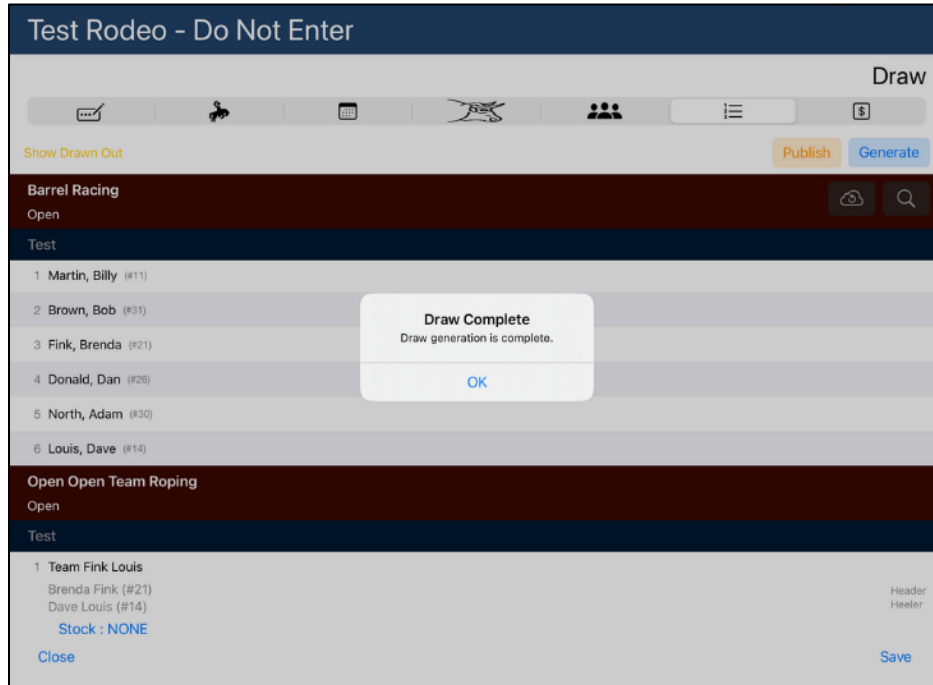 Test Rodeo - Do Not Enter
Draw
Show Drawn Out
Publish
Generate
Barrel Racing
Open
Test
1 Martin, Billy (#11)
2 Brown, Bob (#31)
3 Fink, Brenda (#21)
4 Donald, Dan (#26)
5 North, Adam (#30)
6 Louis, Dave (#14)
Draw Complete
Draw generation is complete.
OK
Open Open Team Roping
Open
Test
1 Team Fink Louis
Brenda Fink (#21)
Header
Dave Louis (#14)
Heeler
Stock : NONE
Close
Save